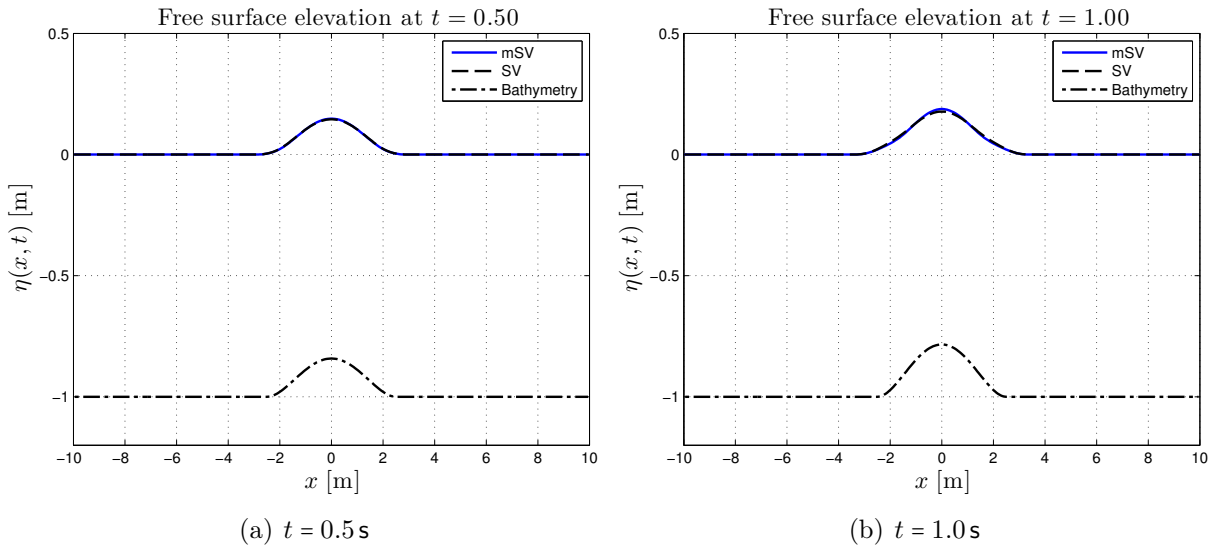 Free surface elevation at t = 0.50
0.5
0
−0.5
−1
η(x, t) [m]
mSV
SV
Bathymetry
−10 −8 −6 −4 −2 0 2 4 6 8 10
x [m]
(a) t = 0.5 s
Free surface elevation at t = 1.00
0.5
0
−0.5
−1
η(x, t) [m]
mSV
SV
Bathymetry
−10 −8 −6 −4 −2 0 2 4 6 8 10
x [m]
(b) t = 1.0 s